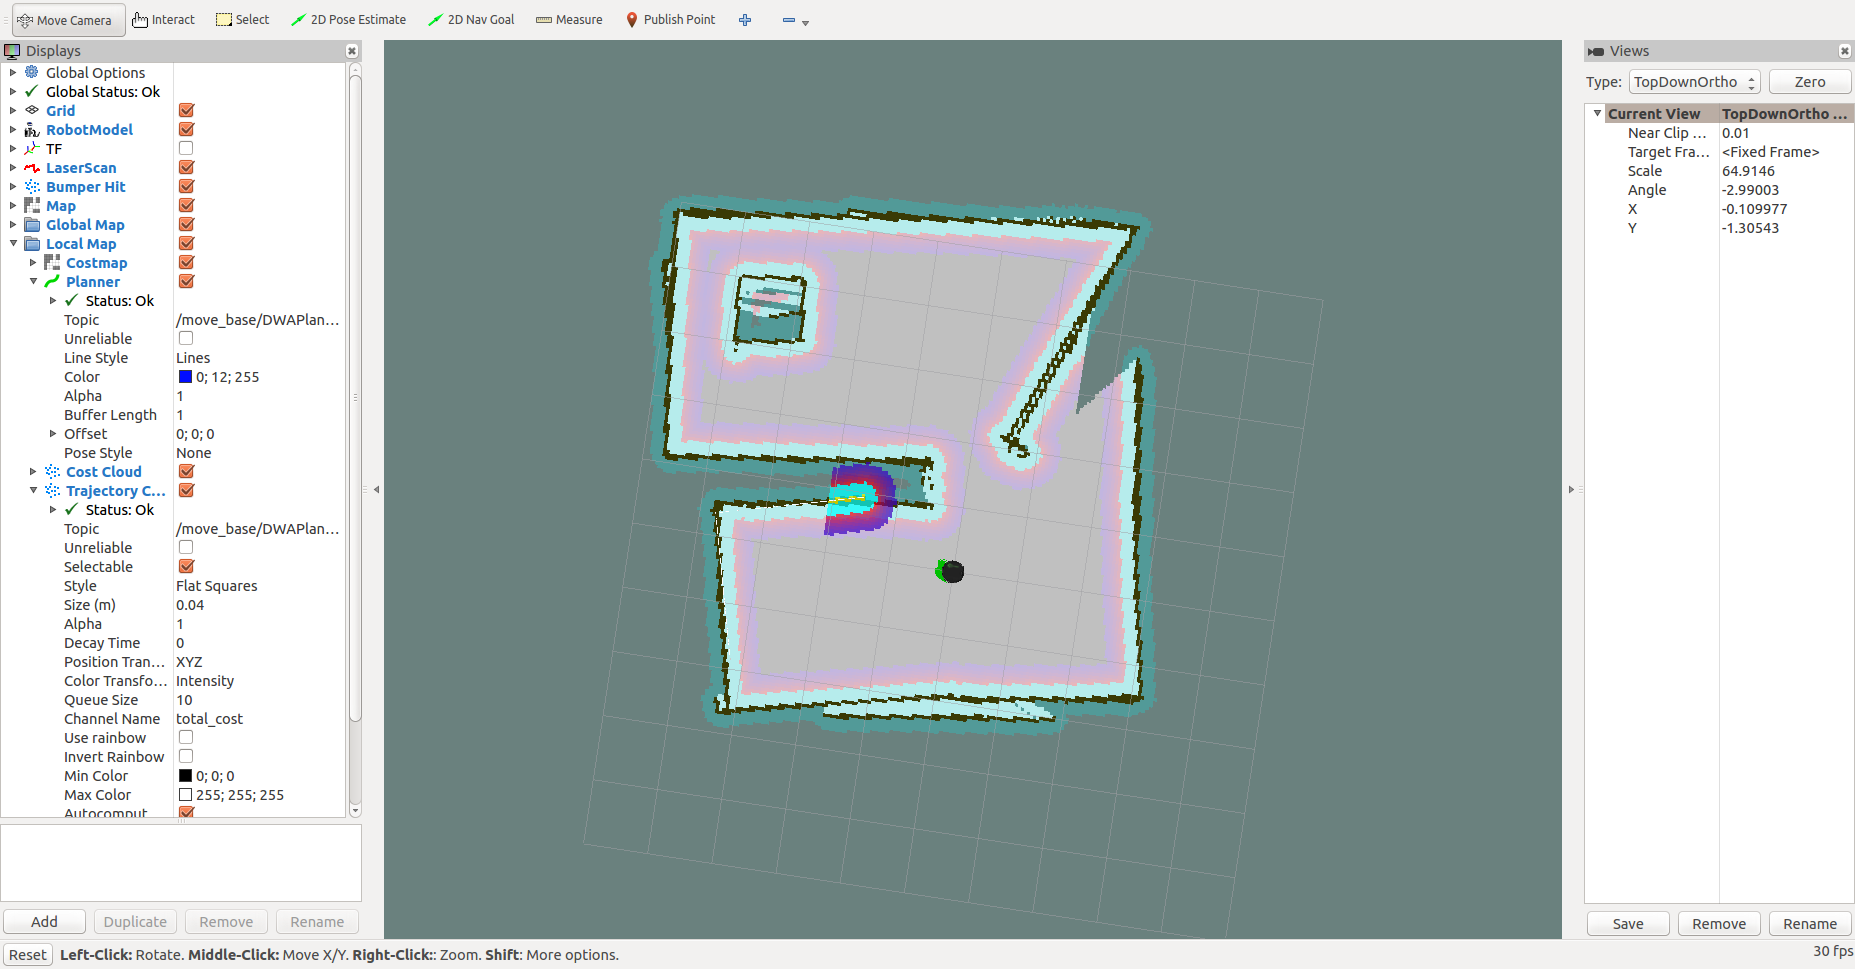 Move Camera Interact Select 2D Pose Estimate 2D Nav Goal Measure Publish Point
Displays
Global Options
Global Status: Ok
Grid
RobotModel
TF
LaserScan
Bumper Hit
Map
Global Map
Local Map
Costmap
Planner
Status: Ok
Topic /move_base/DWAPlan...
Unreliable
Line Style Lines
Color 0; 12; 255
Alpha 1
Buffer Length 1
Offset 0; 0; 0
Pose Style None
Cost Cloud
Trajectory C...
Status: Ok
Topic /move_base/DWAPlan...
Unreliable
Selectable
Style Flat Squares
Size (m) 0.04
Alpha 1
Decay Time 0
Position Tran... XYZ
Color Transfo... Intensity
Queue Size 10
Channel Name total_cost
Use rainbow
Invert Rainbow
Min Color 0; 0; 0
Max Color 255; 255; 255
Autocomput
Add Duplicate Remove Rename
Views
Type: TopDownOrtho Zero
Current View TopDownOrtho ...
Near Clip ... 0.01
Target Fra... <Fixed Frame>
Scale 64.9146
Angle -2.99003
X -0.109977
Y -1.30543
Save Remove Rename
Reset Left-Click: Rotate. Middle-Click: Move X/Y. Right-Click:: Zoom. Shift: More options. 30 fps